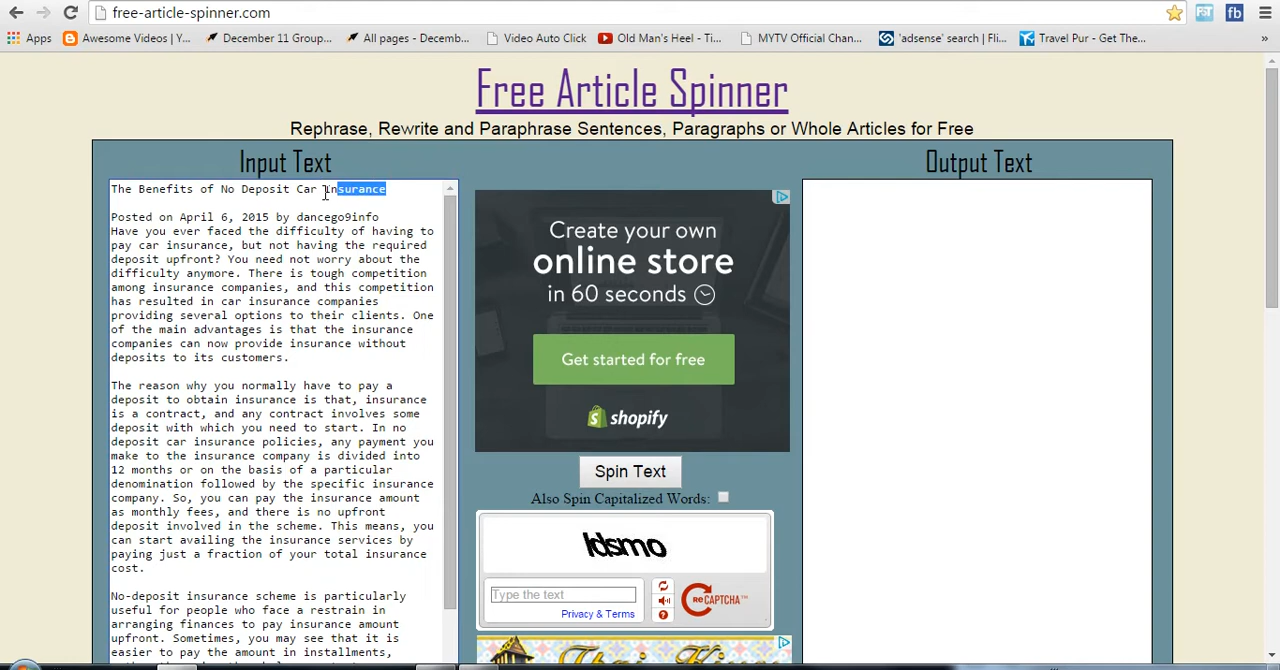 free-article-spinner.com
fb
Apps
Awesome Videos | Y...
December 11 Group...
All pages - Decemb...
Video Auto Click
Old Man's Heel - Ti...
MYTV Official Chan...
'adsense' search | Fli...
Travel Pur - Get The...
»
Free Article Spinner
Rephrase, Rewrite and Paraphrase Sentences, Paragraphs or Whole Articles for Free
Input Text
Output Text
The Benefits of No Deposit Car insurance
Posted on April 6, 2015 by dancego9info
Have you ever faced the difficulty of having to
pay car insurance, but not having the required
deposit upfront? You need not worry about the
difficulty anymore. There is tough competition
among insurance companies, and this competition
has resulted in car insurance companies
providing several options to their clients. One
of the main advantages is that the insurance
companies can now provide insurance without
deposits to its customers.
The reason why you normally have to pay a
deposit to obtain insurance is that, insurance
is a contract, and any contract involves some
deposit with which you need to start. In no
deposit car insurance policies, any payment you
make to the insurance company is divided into
12 months or on the basis of a particular
denomination followed by the specific insurance
company. So, you can pay the insurance amount
as monthly fees, and there is no upfront
deposit involved in the scheme. This means, you
can start availing the insurance services by
paying just a fraction of your total insurance
cost.
No-deposit insurance scheme is particularly
useful for people who face a restrain in
arranging finances to pay insurance amount
upfront. Sometimes, you may see that it is
easier to pay the amount in installments,
Create your own
online store
in 60 seconds
Get started for free
shopify
Spin Text
Also Spin Capitalized Words:
ldsmo
Type the text
Privacy & Terms
reCAPTCHA™